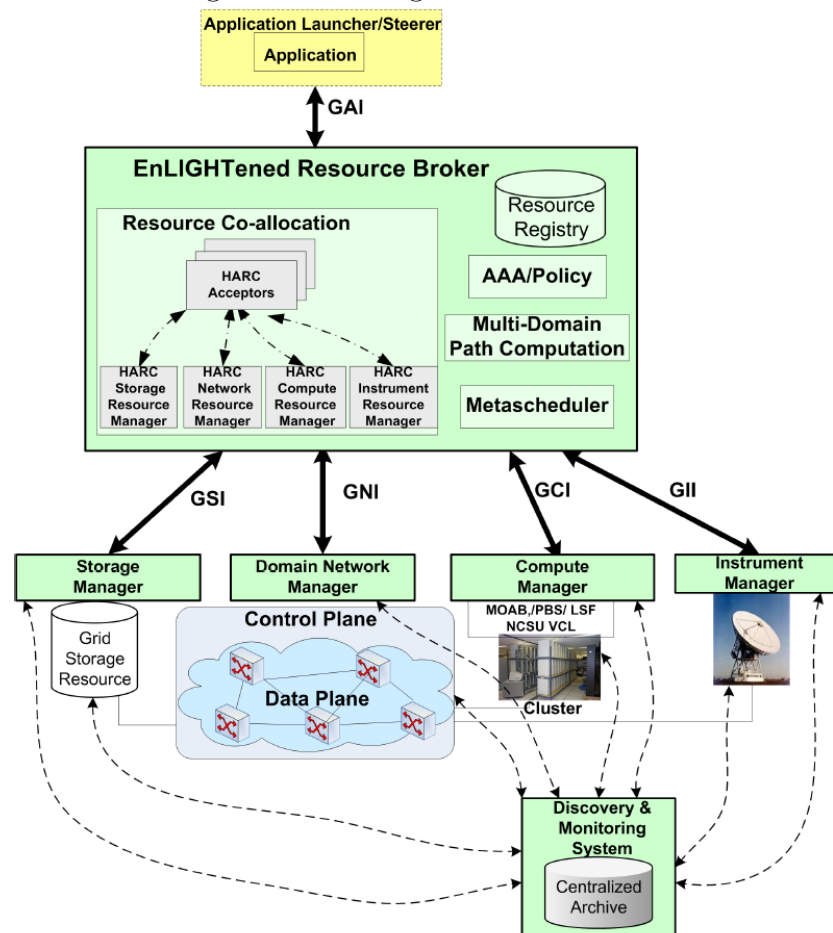 Application Launcher/Steerer
Application
GAI
EnLIGHTened Resource Broker
Resource Co-allocation
HARC
Acceptors
HARC
Storage
Resource
Manager
HARC
Network
Resource
Manager
HARC
Compute
Resource
Manager
HARC
Instrument
Resource
Manager
Resource
Registry
AAA/Policy
Multi-Domain
Path Computation
Metascheduler
GSI
GNI
GCI
GII
Storage
Manager
Domain Network
Manager
Compute
Manager
Instrument
Manager
Grid
Storage
Resource
Control Plane
Data Plane
MOAB,/PBS/ LSF
NCSU VCL
Cluster
Discovery &
Monitoring
System
Centralized
Archive